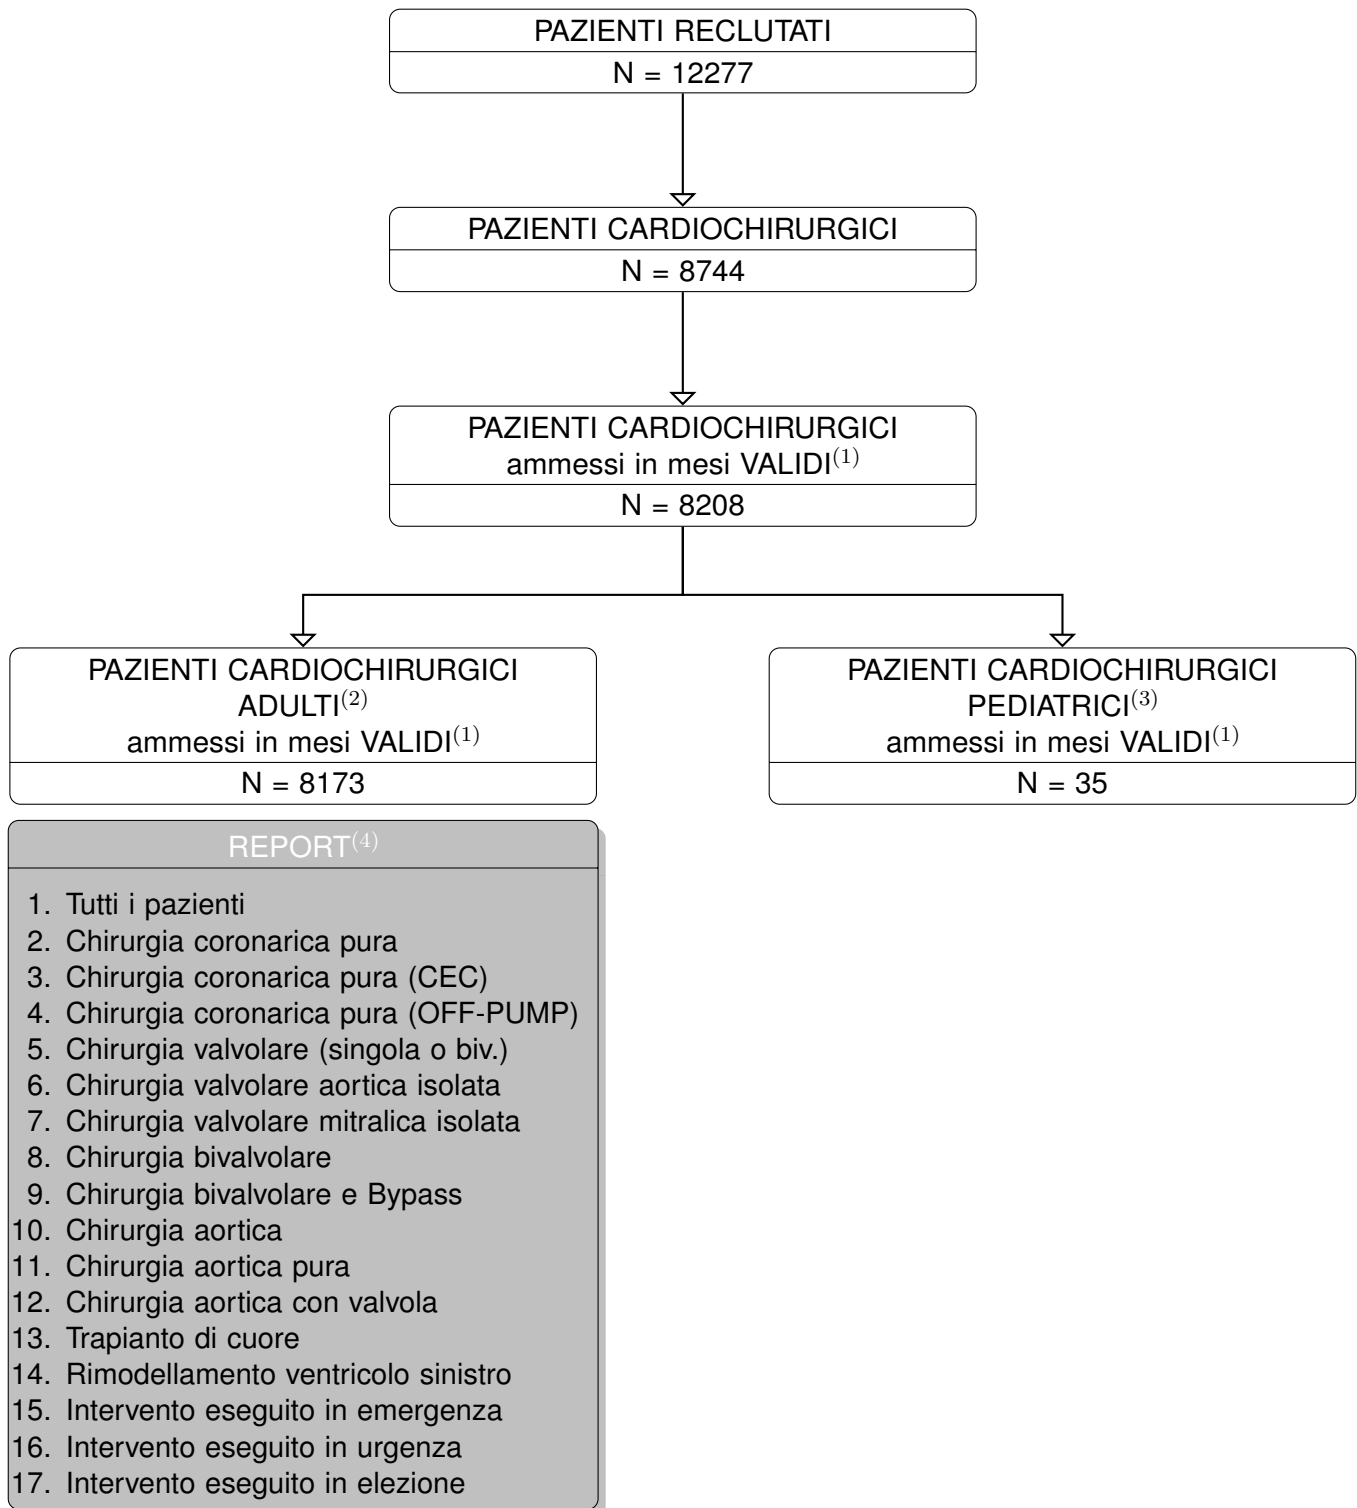 PAZIENTI RECLUTATI
N = 12277
PAZIENTI CARDIOCHIRURGICI
N = 8744
PAZIENTI CARDIOCHIRURGICI
ammessi in mesi VALIDI(1)
N = 8208
PAZIENTI CARDIOCHIRURGICI
ADULTI(2)
ammessi in mesi VALIDI(1)
N = 8173
PAZIENTI CARDIOCHIRURGICI
PEDIATRICI(3)
ammessi in mesi VALIDI(1)
N = 35
REPORT(4)
1. Tutti i pazienti
2. Chirurgia coronarica pura
3. Chirurgia coronarica pura (CEC)
4. Chirurgia coronarica pura (OFF-PUMP)
5. Chirurgia valvolare (singola o biv.)
6. Chirurgia valvolare aortica isolata
7. Chirurgia valvolare mitralica isolata
8. Chirurgia bivalvolare
9. Chirurgia bivalvolare e Bypass
10. Chirurgia aortica
11. Chirurgia aortica pura
12. Chirurgia aortica con valvola
13. Trapianto di cuore
14. Rimodellamento ventricolo sinistro
15. Intervento eseguito in emergenza
16. Intervento eseguito in urgenza
17. Intervento eseguito in elezione